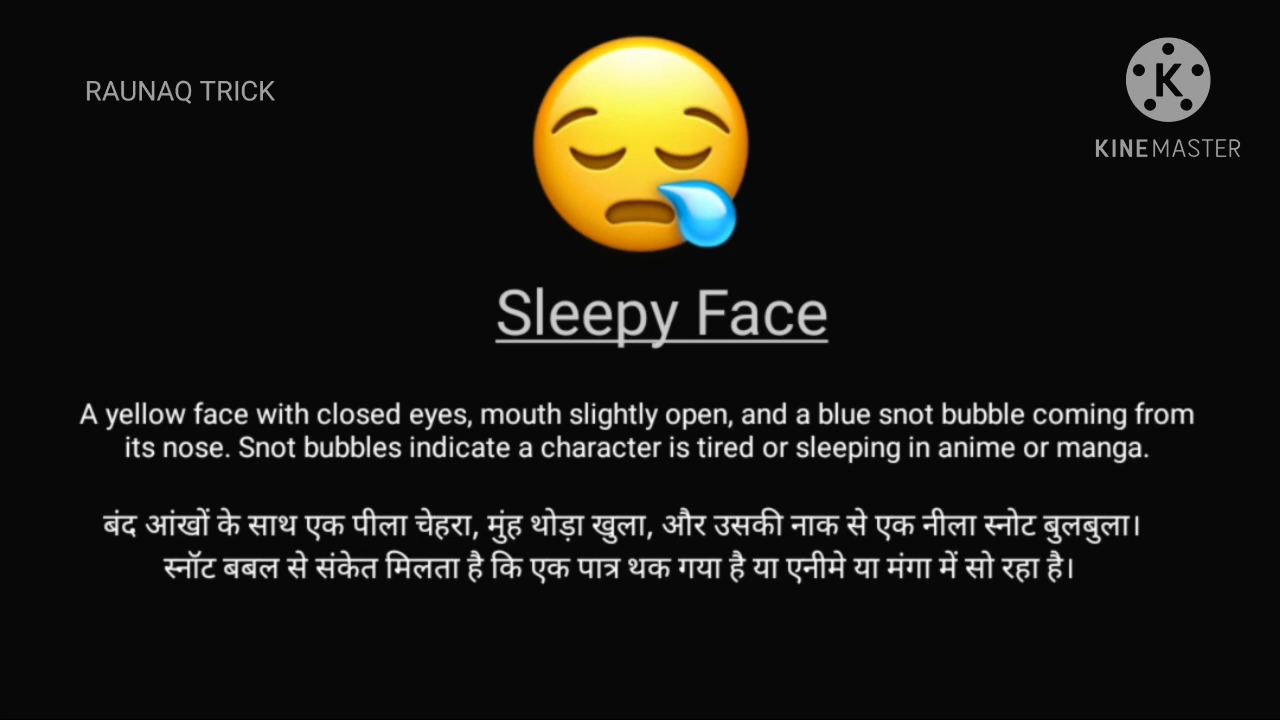 RAUNAQ TRICK
K
KINEMASTER
Sleepy Face
A yellow face with closed eyes, mouth slightly open, and a blue snot bubble coming from
its nose. Snot bubbles indicate a character is tired or sleeping in anime or manga.
बंद आंखों के साथ एक पीला चेहरा, मुंह थोड़ा खुला, और उसकी नाक से एक नीला स्नोट बुलबुला।
स्नॉट बबल से संकेत मिलता है कि एक पात्र थक गया है या एनीमे या मंगा में सो रहा है।